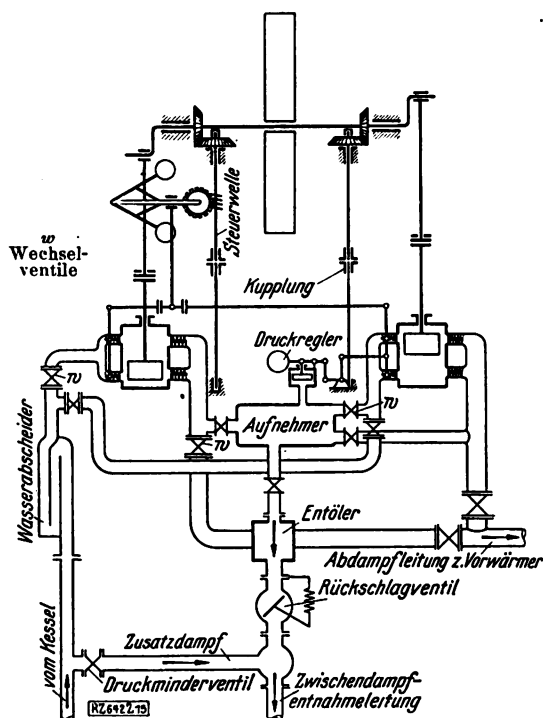 w
Wechsel-
ventile
Steuerwelle
Kupplung
Druckregler
w
w
w
Aufnehmer
Wasserabscheider
Entöler
Abdampfleitung z. Vorwärmer
Rückschlagventil
Zusatzdampf
vom Kessel
Druckminderventil
Zwischendampf-
entnahmeleitung
RZ642Z19